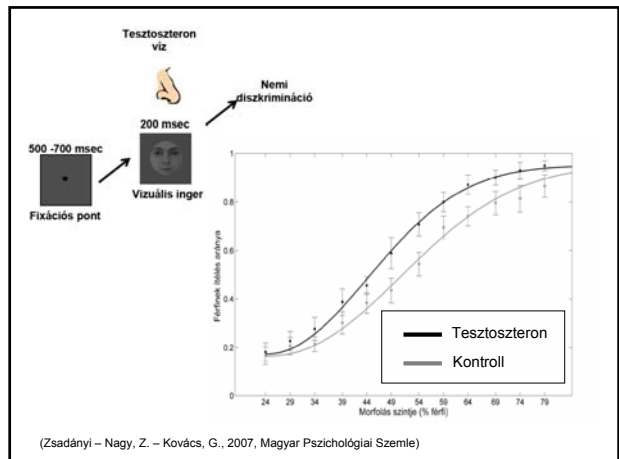 Tesztoszteron
víz
Nemi
diszkrimináció
200 msec
500 -700 msec
Vizuális inger
Fixációs pont
Férfinek ítélés aránya
1
0.8
0.6
0.4
0.2
0
24 29 34 39 44 49 54 59 64 69 74 79
Morfolás szintje (% férfi)
Tesztoszteron
Kontroll
(Zsadányi – Nagy, Z. – Kovács, G., 2007, Magyar Pszichológiai Szemle)